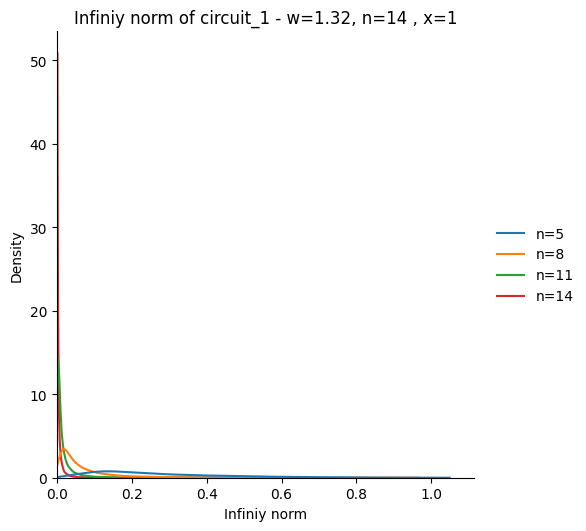 Infiniy norm of circuit_1 - w=1.32, n=14 , x=1
Density
50
40
30
20
10
0
0.0
0.2
0.4
0.6
0.8
1.0
Infiniy norm
n=5
n=8
n=11
n=14